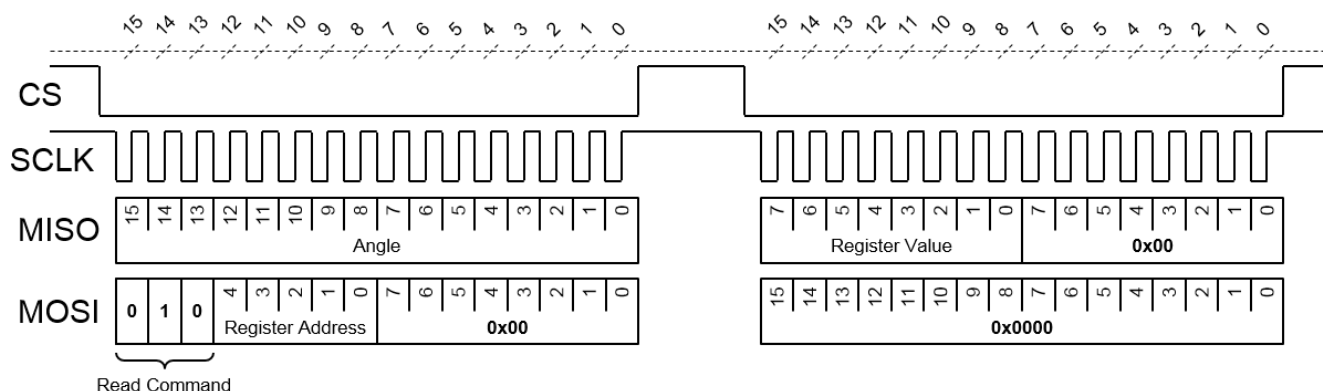 15 14 13 12 11 10 9 8 7 6 5 4 3 2 1 0 15 14 13 12 11 10 9 8 7 6 5 4 3 2 1 0
CS
SCLK
MISO 15 14 13 12 11 10 9 8 7 6 5 4 3 2 1 0 7 6 5 4 3 2 1 0 7 6 5 4 3 2 1 0
Angle Register Value 0x00
MOSI 0 1 0 4 3 2 1 0 7 6 5 4 3 2 1 0 15 14 13 12 11 10 9 8 7 6 5 4 3 2 1 0
Register Address 0x00 0x0000
Read Command